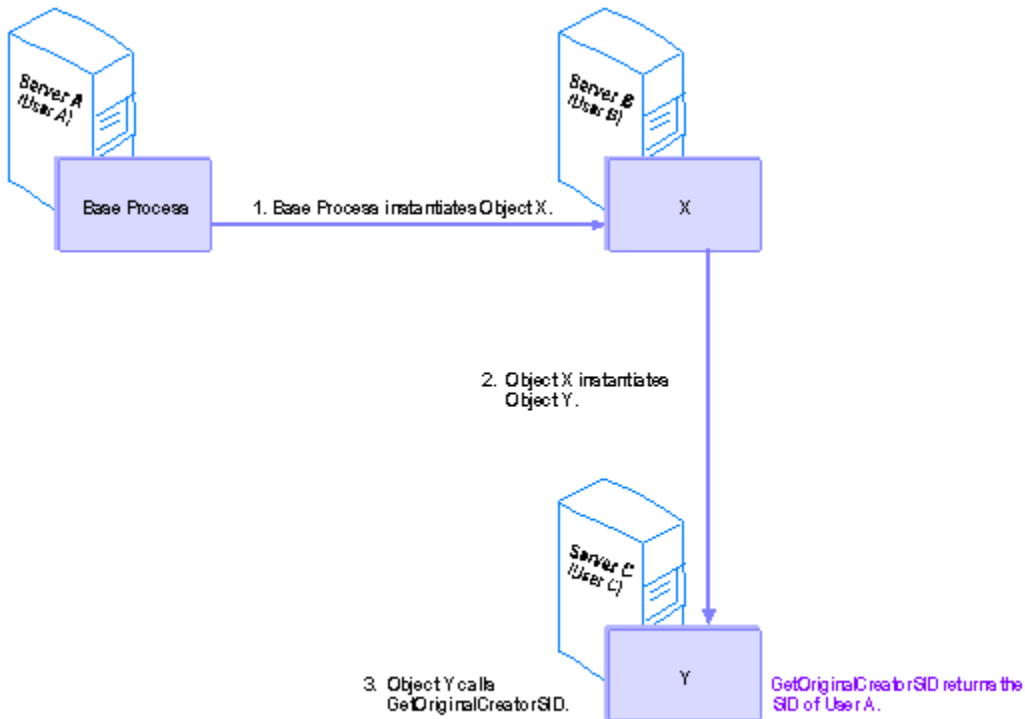 Server A
(User A)
Server B
(User B)
Base Process
1. Base Process instantiates Object X.
X
2. Object X instantiates
Object Y.
Server C
(User C)
3. Object Y calls
GetOriginalCreatorSID.
Y
GetOriginalCreatorSID returns the
SID of User A.